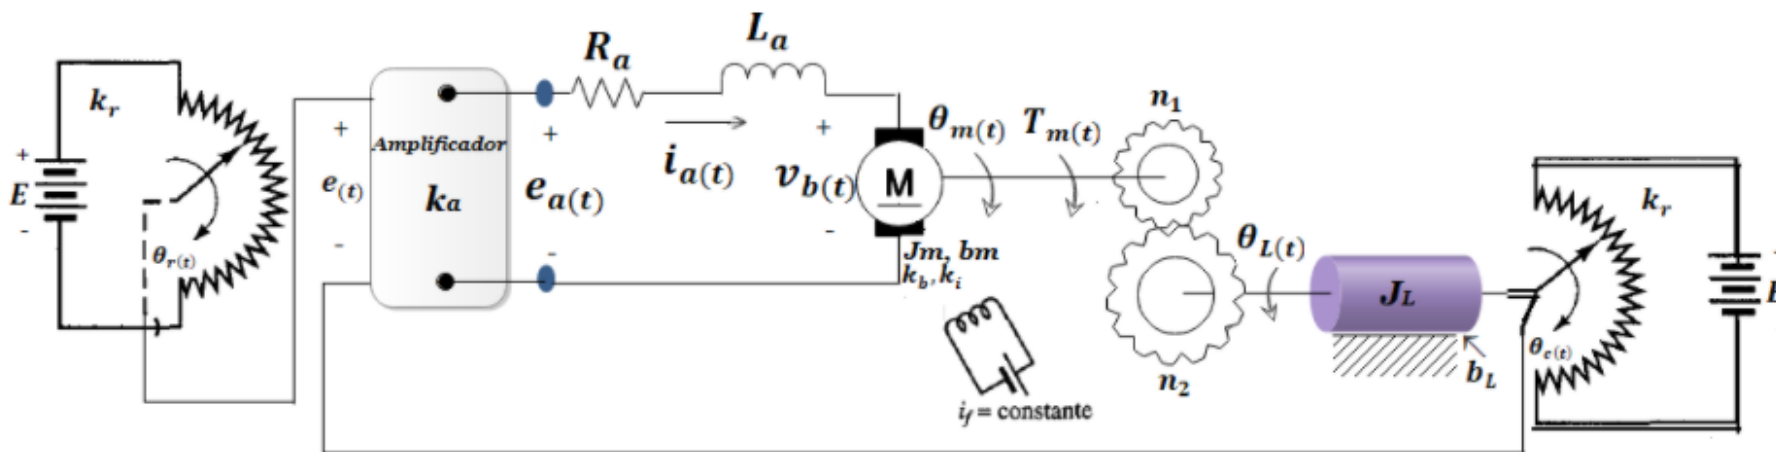 k_r
+
E
-
θ_r(t)
+
e_(t)
-
Amplificador
k_a
+
e_a(t)
-
R_a
L_a
i_a(t)
+
v_b(t)
-
M
Jm, bm
k_b, k_i
θ_m(t)
T_m(t)
n_1
n_2
i_f = constante
θ_L(t)
J_L
b_L
θ_c(t)
k_r